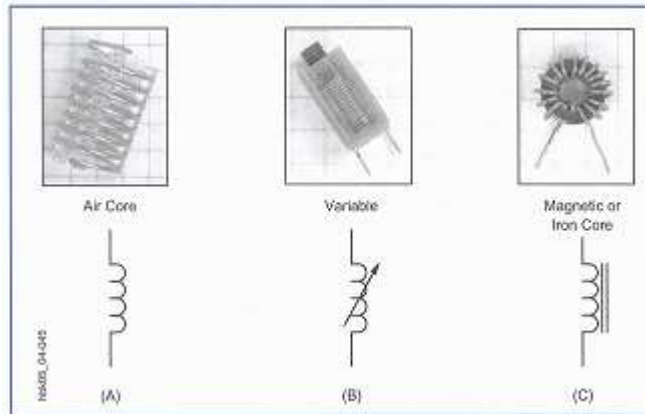 Air Core
Variable
Magnetic or
Iron Core
(A)
(B)
(C)